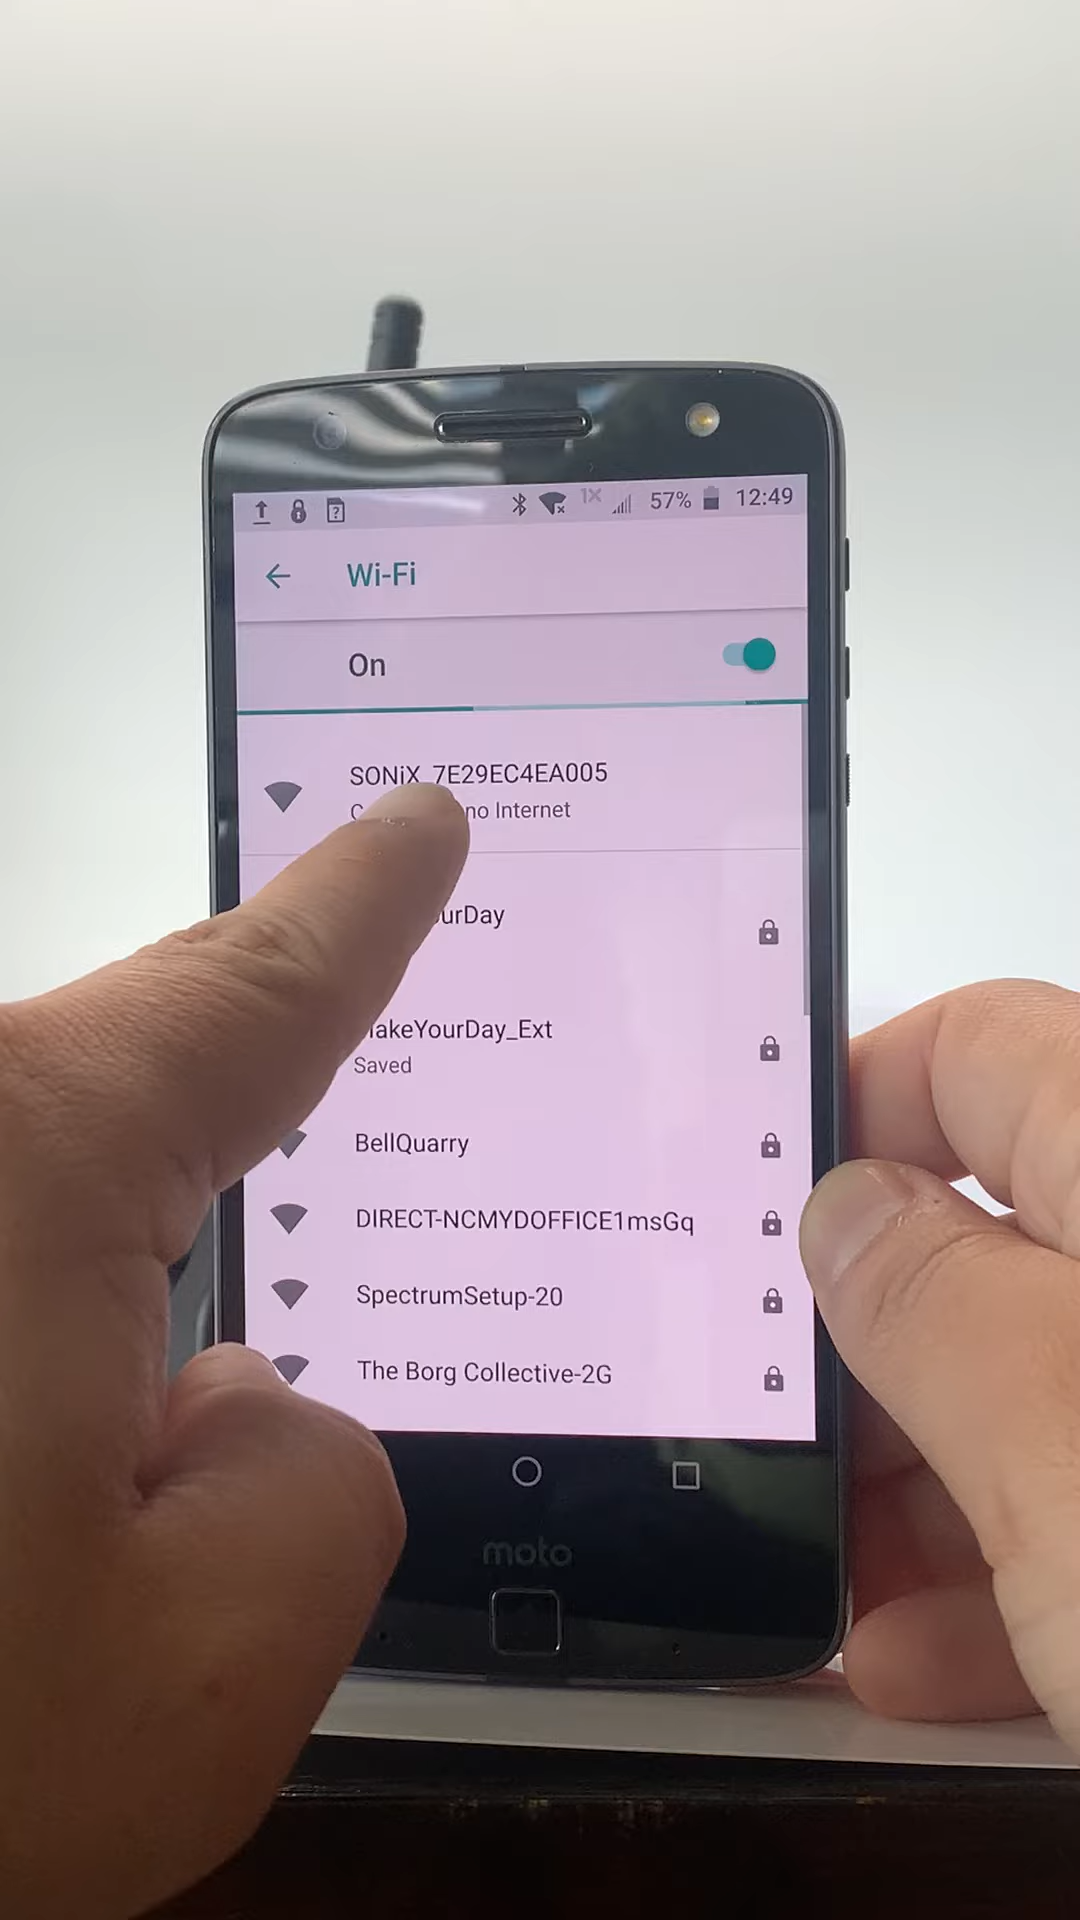 1X 57% 12:49
Wi-Fi
On
SONiX_7E29EC4EA005
no Internet
urDay
akeYourDay_Ext
Saved
BellQuarry
DIRECT-NCMYDOFFICE1msGq
SpectrumSetup-20
The Borg Collective-2G
moto